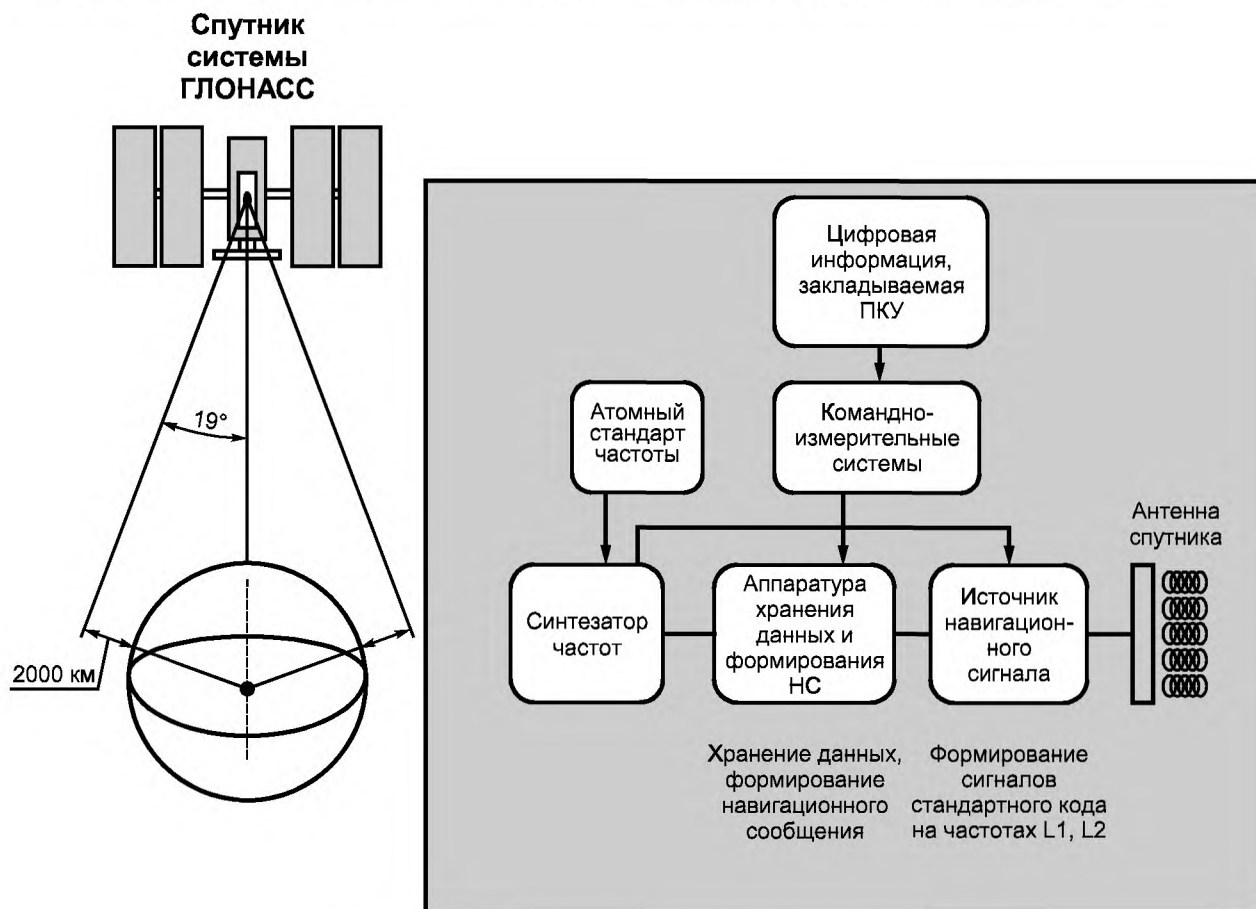 Спутник
системы
ГЛОНАСС
19°
2000 км
Цифровая
информация,
закладываемая
ПКУ
Атомный
стандарт
частоты
Командно-
измерительные
системы
Антенна
спутника
Синтезатор
частот
Аппаратура
хранения
данных и
формирования
НС
Источник
навигацион-
ного
сигнала
Хранение данных,
формирование
навигационного
сообщения
Формирование
сигналов
стандартного кода
на частотах L1, L2